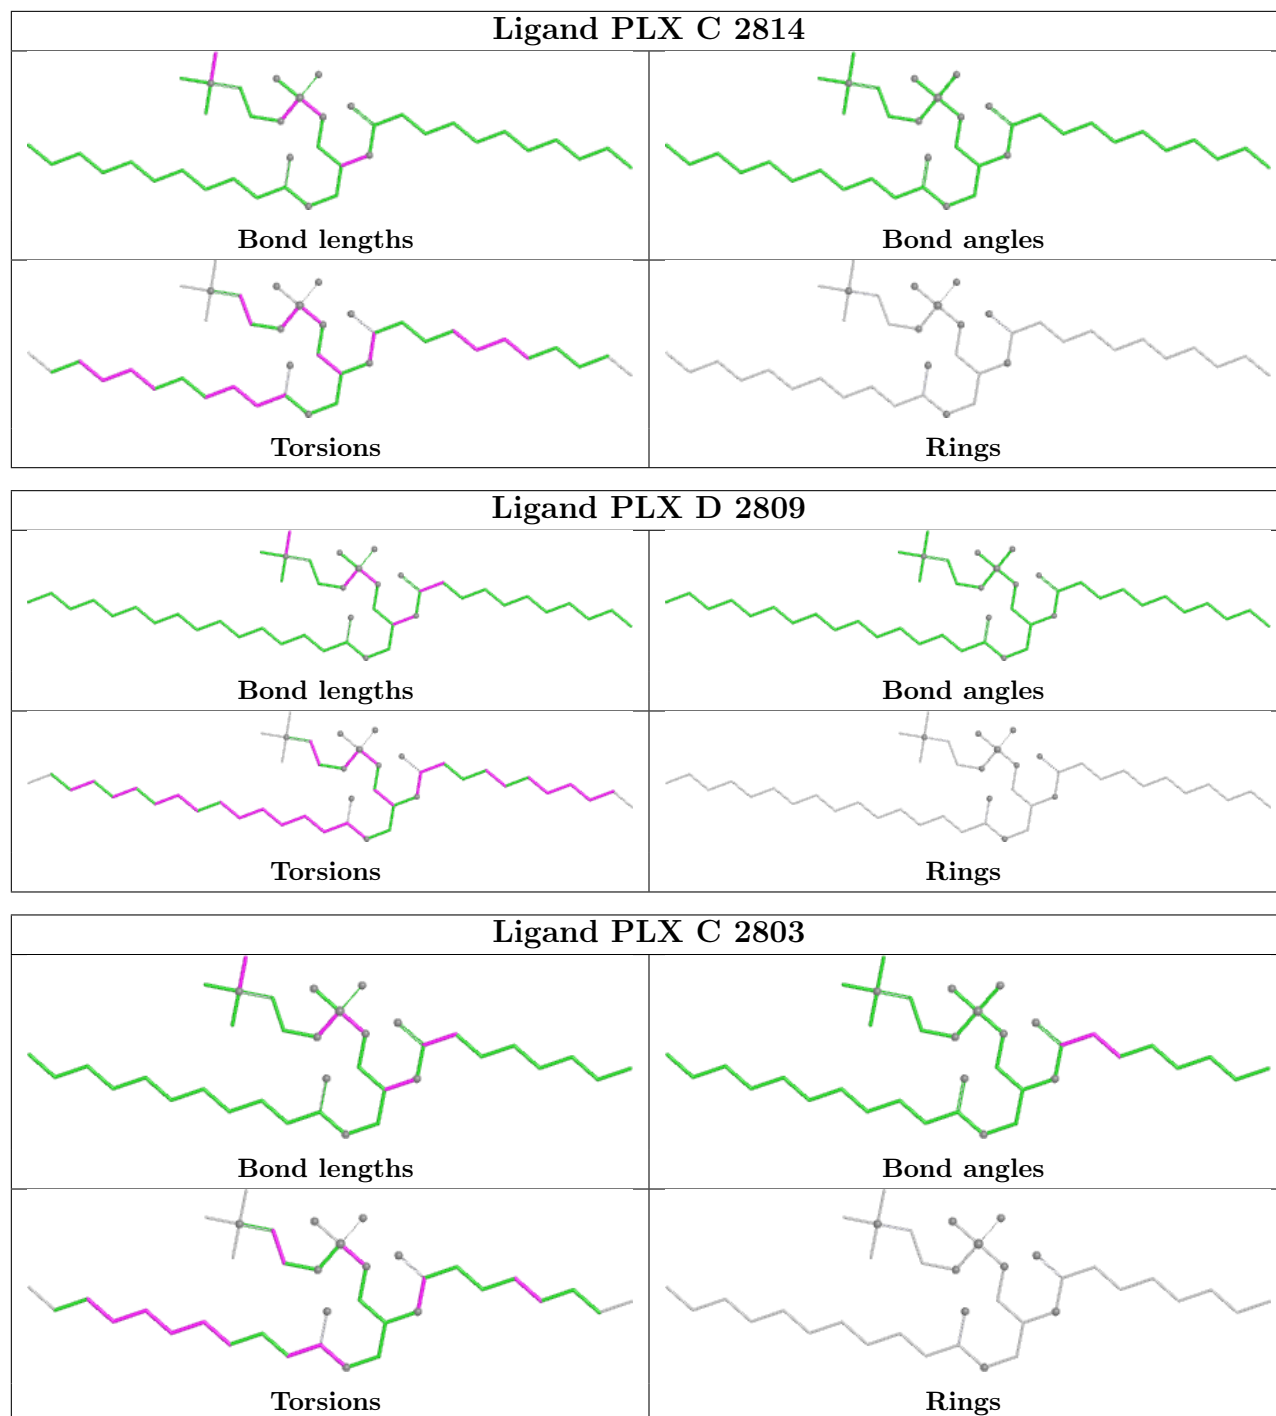 Ligand PLX C 2814
Bond lengths
Bond angles
Torsions
Rings
Ligand PLX D 2809
Bond lengths
Bond angles
Torsions
Rings
Ligand PLX C 2803
Bond lengths
Bond angles
Torsions
Rings